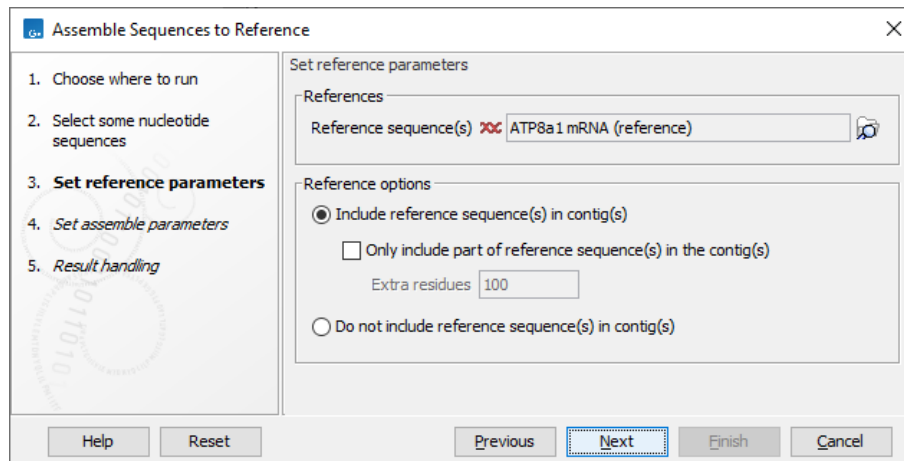 Assemble Sequences to Reference
1. Choose where to run
2. Select some nucleotide
sequences
3. Set reference parameters
4. Set assemble parameters
5. Result handling
Set reference parameters
References
Reference sequence(s) ATP8a1 mRNA (reference)
Reference options
Include reference sequence(s) in contig(s)
Only include part of reference sequence(s) in the contig(s)
Extra residues 100
Do not include reference sequence(s) in contig(s)
Help Reset Previous Next Finish Cancel